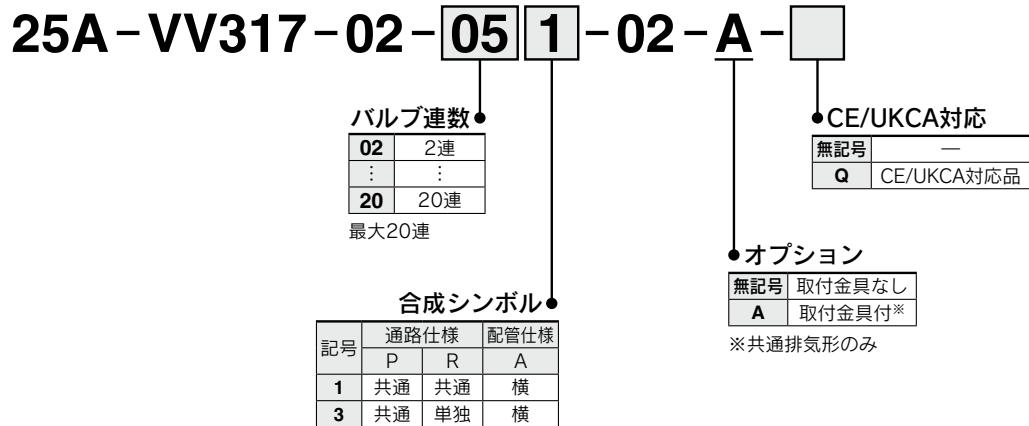 25A-VV317-02-05 1-02-A-
バルブ連数
02 2連
⋮ ⋮
20 20連
最大20連
CE/UKCA対応
無記号 ―
Q CE/UKCA対応品
オプション
無記号 取付金具なし
A 取付金具付※
※共通排気形のみ
合成シンボル
記号 通路仕様 配管仕様
P R A
1 共通 共通 横
3 共通 単独 横